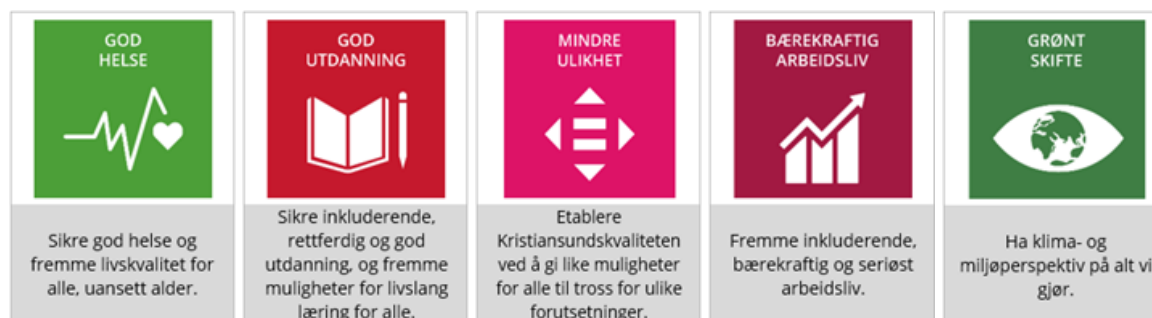 GOD
HELSE
Sikre god helse og
fremme livskvalitet for
alle, uansett alder.
GOD
UTDANNING
Sikre inkluderende,
rettferdig og god
utdanning, og fremme
muligheter for livslang
læring for alle.
MINDRE
ULIKHET
Etablere
Kristiansundskvaliteten
ved å gi like muligheter
for alle til tross for ulike
forutsetninger.
BÆREKRAFTIG
ARBEIDSLIV
Fremme inkluderende,
bærekraftig og seriøst
arbeidsliv.
GRØNT
SKIFTE
Ha klima- og
miljøperspektiv på alt vi
gjør.